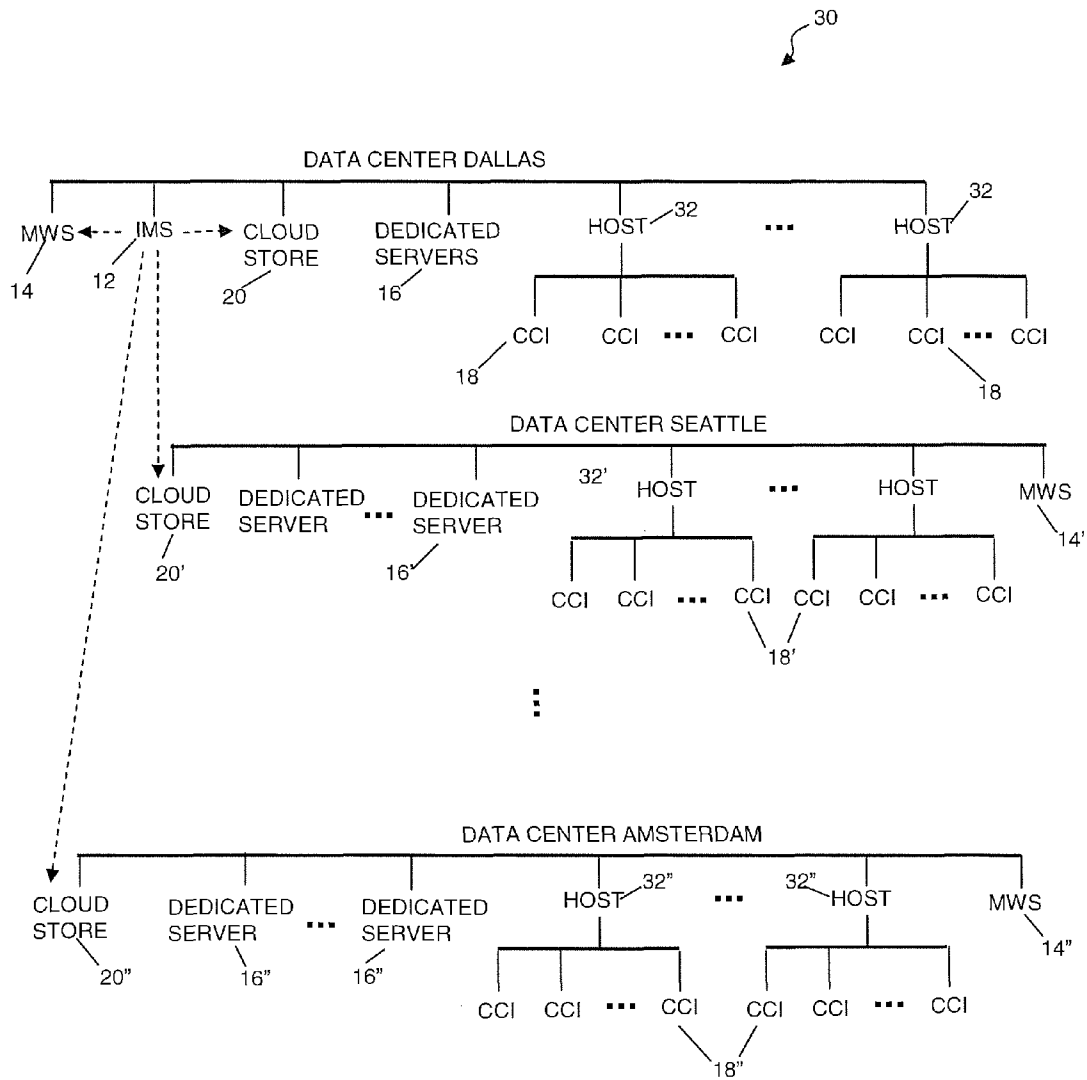 30
DATA CENTER DALLAS
MWS IMS CLOUD STORE DEDICATED SERVERS HOST 32 ... HOST 32
14 12 20 16
CCI CCI ... CCI CCI CCI ... CCI
18 18
DATA CENTER SEATTLE
CLOUD STORE DEDICATED SERVER ... DEDICATED SERVER 32' HOST ... HOST MWS
20' 16' 14'
CCI CCI ... CCI CCI CCI ... CCI
18'
DATA CENTER AMSTERDAM
CLOUD STORE DEDICATED SERVER ... DEDICATED SERVER HOST 32" ... 32" HOST MWS
20" 16" 16" 14"
CCI CCI ... CCI CCI CCI ... CCI
18"